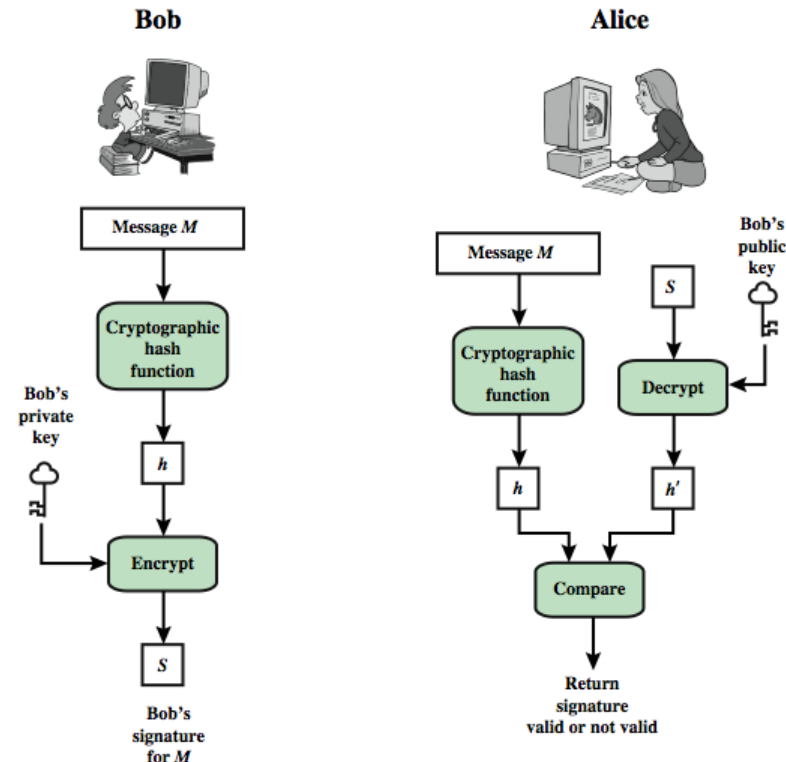 Bob
Message M
Cryptographic
hash
function
Bob's
private
key
h
Encrypt
S
Bob's
signature
for M
Alice
Message M
Bob's
public
key
S
Cryptographic
hash
function
Decrypt
h
h'
Compare
Return
signature
valid or not valid